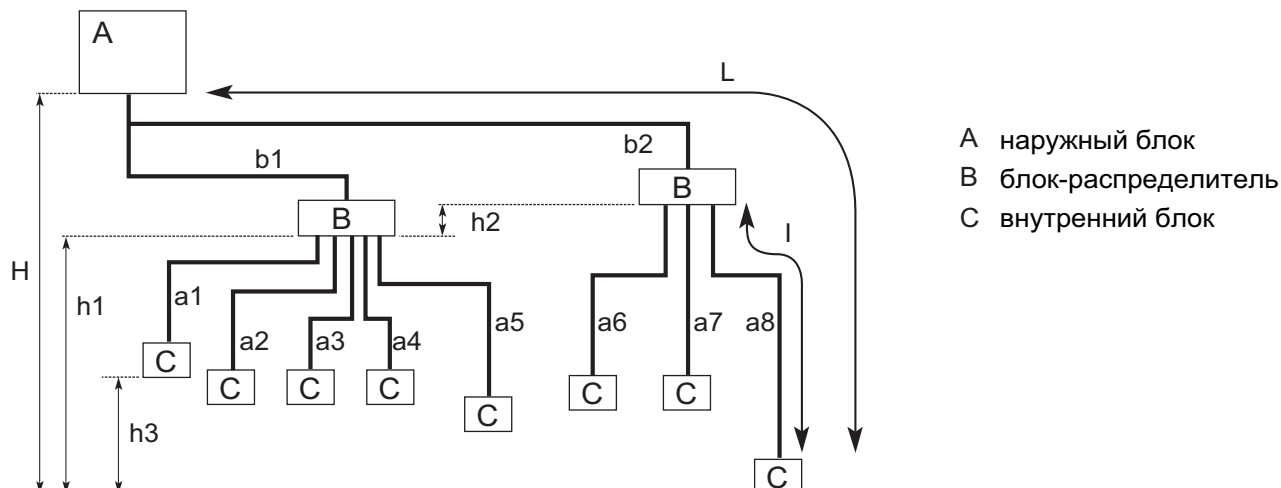 A
L
A наружный блок
b1
b2
B блок-распределитель
B
B
C внутренний блок
h2
l
H
h1
a1
a2
a3
a4
a5
a6
a7
a8
C
C
C
C
C
C
C
C
h3